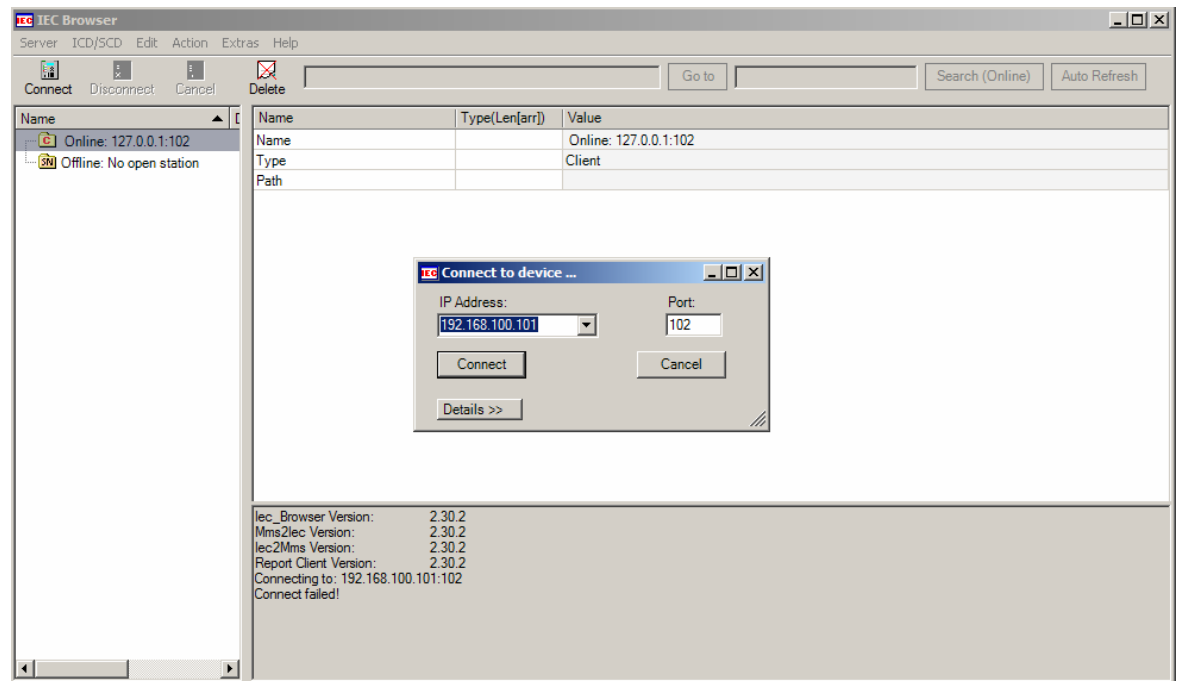 IEC IEC Browser
Server ICD/SCD Edit Action Extras Help
Connect Disconnect Cancel Delete Go to Search (Online) Auto Refresh
Name D
C Online: 127.0.0.1:102
SN Offline: No open station
Name Type(Len[arr]) Value
Name Online: 127.0.0.1:102
Type Client
Path
IEC Connect to device ...
IP Address: Port:
192.168.100.101 102
Connect Cancel
Details >>
Iec_Browser Version: 2.30.2
Mms2Iec Version: 2.30.2
Iec2Mms Version: 2.30.2
Report Client Version: 2.30.2
Connecting to: 192.168.100.101:102
Connect failed!